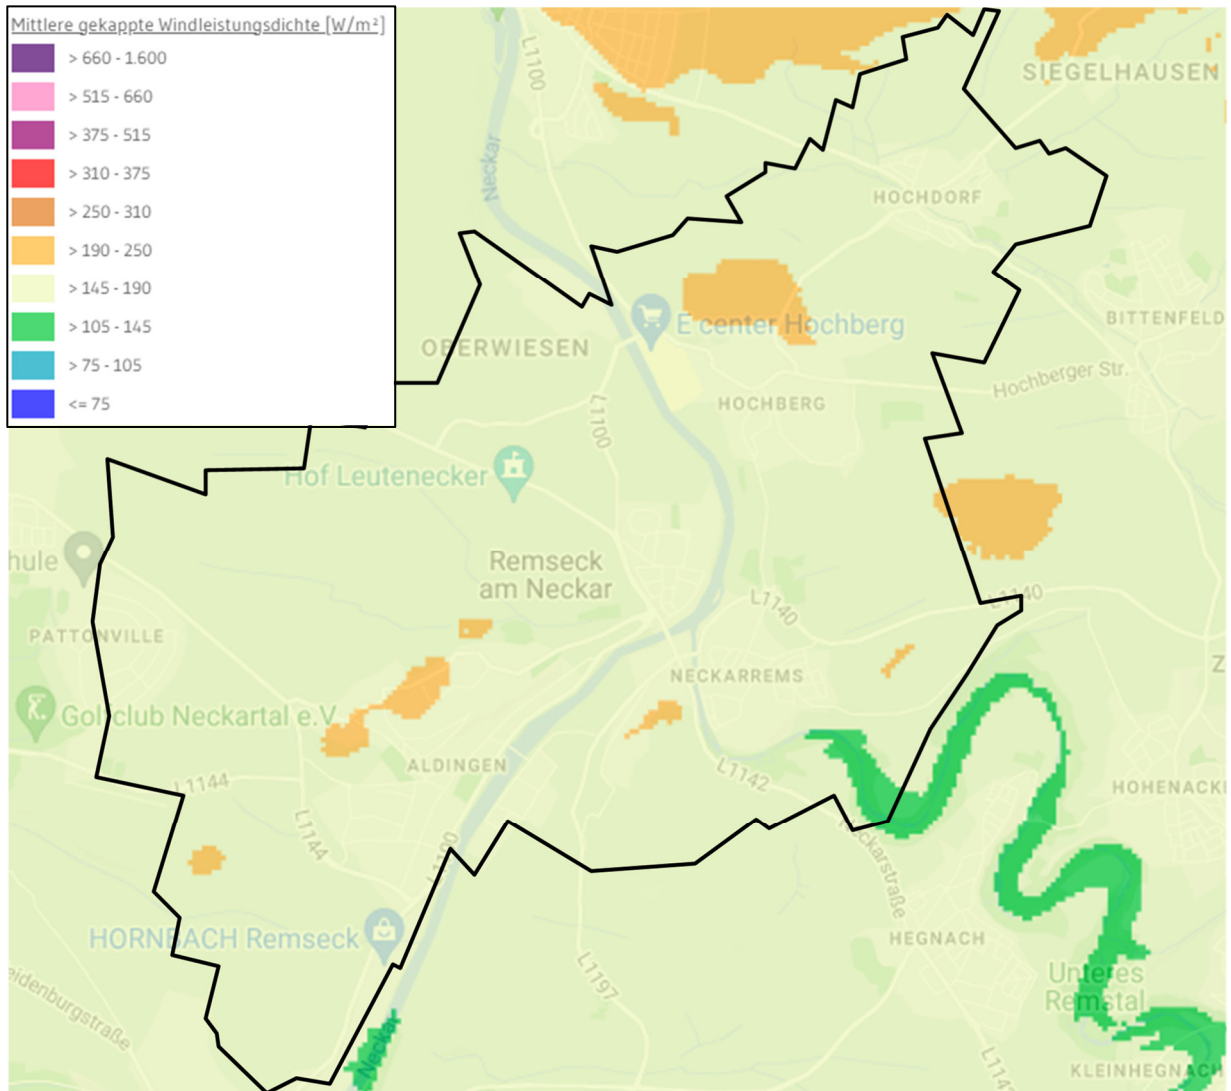 Mittlere gekappte Windleistungsdichte [W/m²]
> 660 - 1.600
> 515 - 660
> 375 - 515
> 310 - 375
> 250 - 310
> 190 - 250
> 145 - 190
> 105 - 145
> 75 - 105
<= 75
L1100
SIEGELHAUSEN
Neckar
HOCHDORF
E center Hochberg
BITTENFELD
OBERWIESEN
Hochberger Str.
HOCHBERG
L1100
Hof Leutenecker
hule
Remseck
am Neckar
L1140
L1140
PATTONVILLE
Z
NECKARREMS
Golfclub Neckartal e.V.
ALDINGEN
L1142
L1144
HOHENACK
L1144
HORNBACH Remseck
HEGNACH
L1197
Unteres
Remstal
eidenburgstraße
Neckar
KLEINHEGNACH